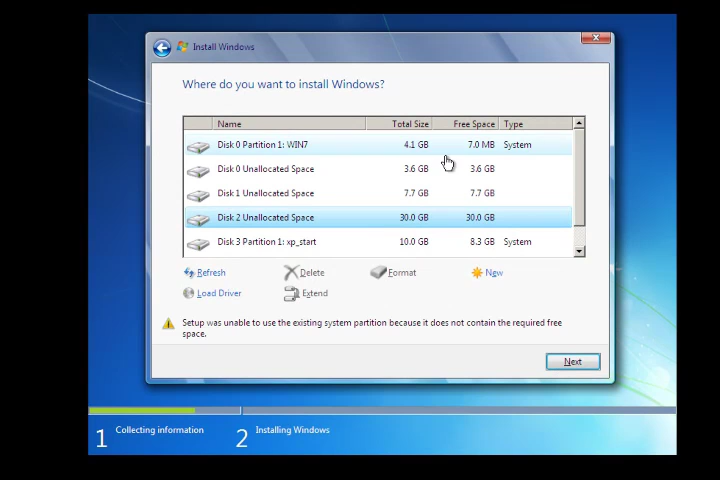 Install Windows
Where do you want to install Windows?
Name Total Size Free Space Type
Disk 0 Partition 1: WIN7 4.1 GB 7.0 MB System
Disk 0 Unallocated Space 3.6 GB 3.6 GB
Disk 1 Unallocated Space 7.7 GB 7.7 GB
Disk 2 Unallocated Space 30.0 GB 30.0 GB
Disk 3 Partition 1: xp_start 10.0 GB 8.3 GB System
Refresh Delete Format New
Load Driver Extend
Setup was unable to use the existing system partition because it does not contain the required free
space.
Next
1 Collecting information 2 Installing Windows